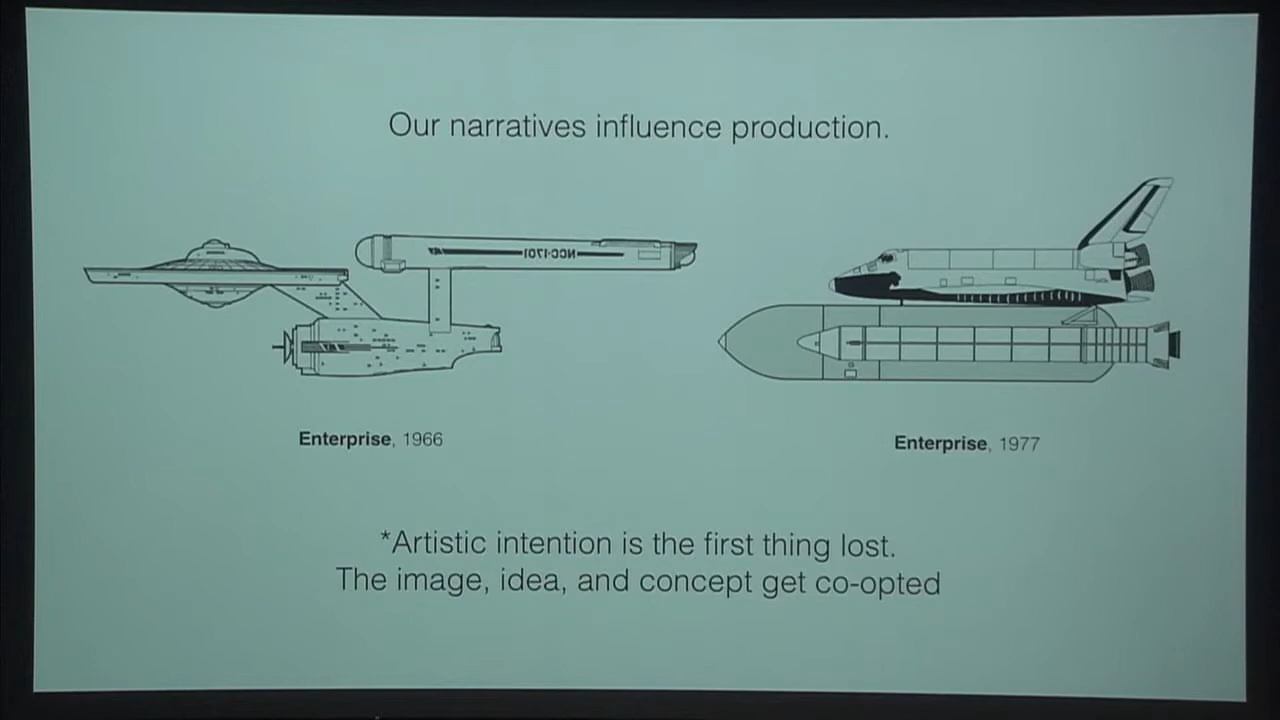 Our narratives influence production.
NCC-1701
Enterprise, 1966
Enterprise, 1977
*Artistic intention is the first thing lost.
The image, idea, and concept get co-opted